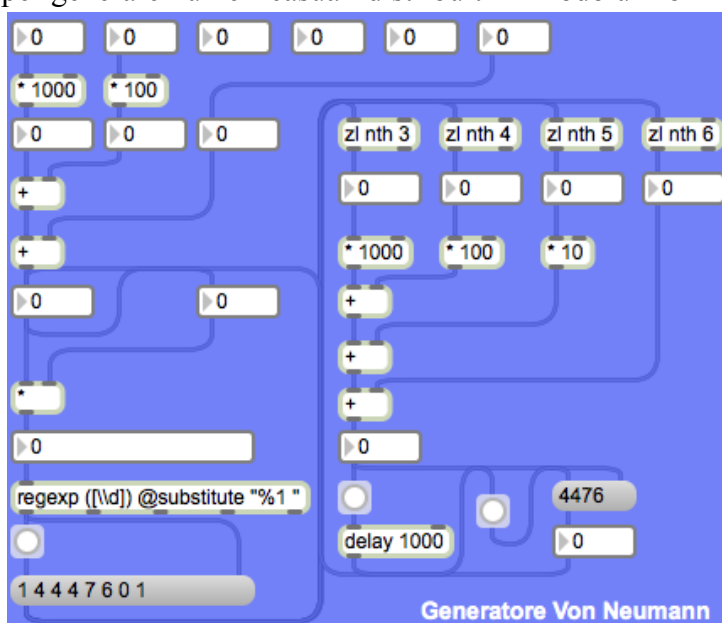 0 0 0 0 0 0
* 1000 * 100
0 0 0 zl nth 3 zl nth 4 zl nth 5 zl nth 6
+ 0 0 0 0
+ * 1000 * 100 * 10
0 0 +
+
* +
0 0
regexp ([\\d]) @substitute "%1 " 4476
delay 1000 0
1 4 4 4 7 6 0 1
Generatore Von Neumann